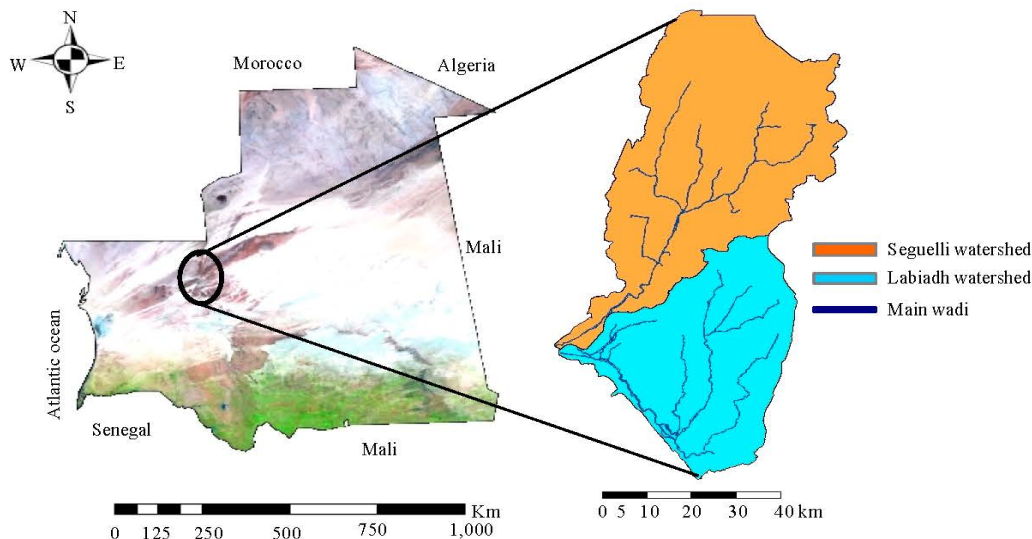 N
W
E
S
Morocco
Algeria
Mali
Atlantic ocean
Senegal
Mali
Seguelli watershed
Labiadh watershed
Main wadi
Km
0 125 250 500 750 1,000
0 5 10 20 30 40 km